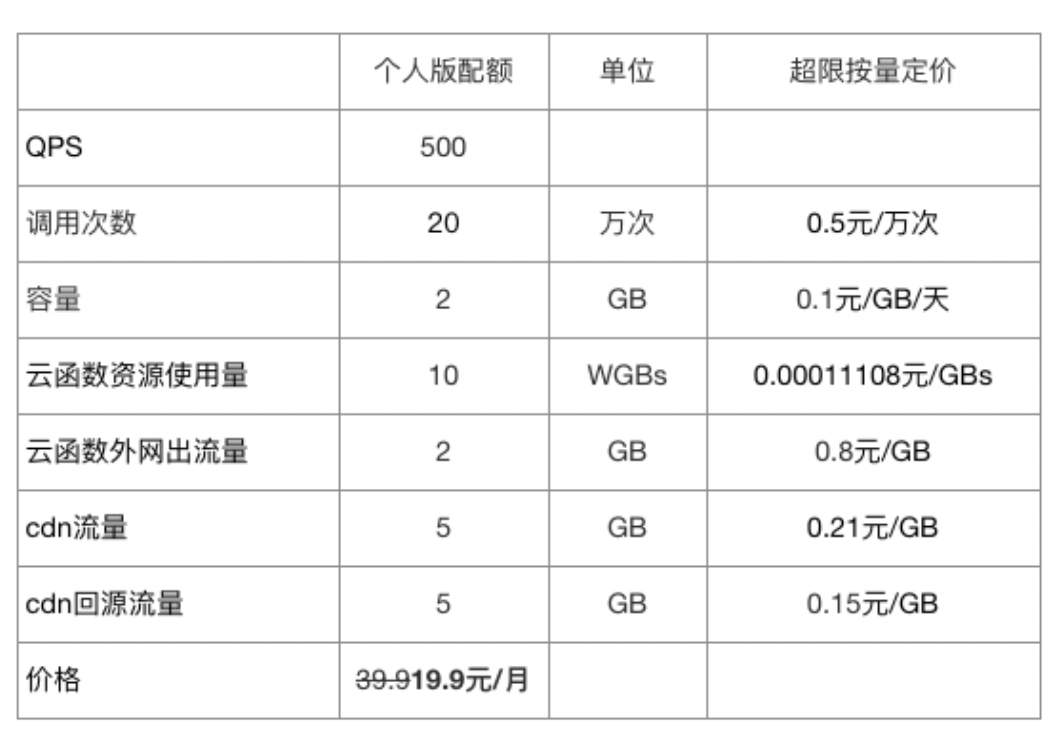 个人版配额 单位 超限按量定价
QPS 500
调用次数 20 万次 0.5元/万次
容量 2 GB 0.1元/GB/天
云函数资源使用量 10 WGBs 0.00011108元/GBs
云函数外网出流量 2 GB 0.8元/GB
cdn流量 5 GB 0.21元/GB
cdn回源流量 5 GB 0.15元/GB
价格 39.919.9元/月